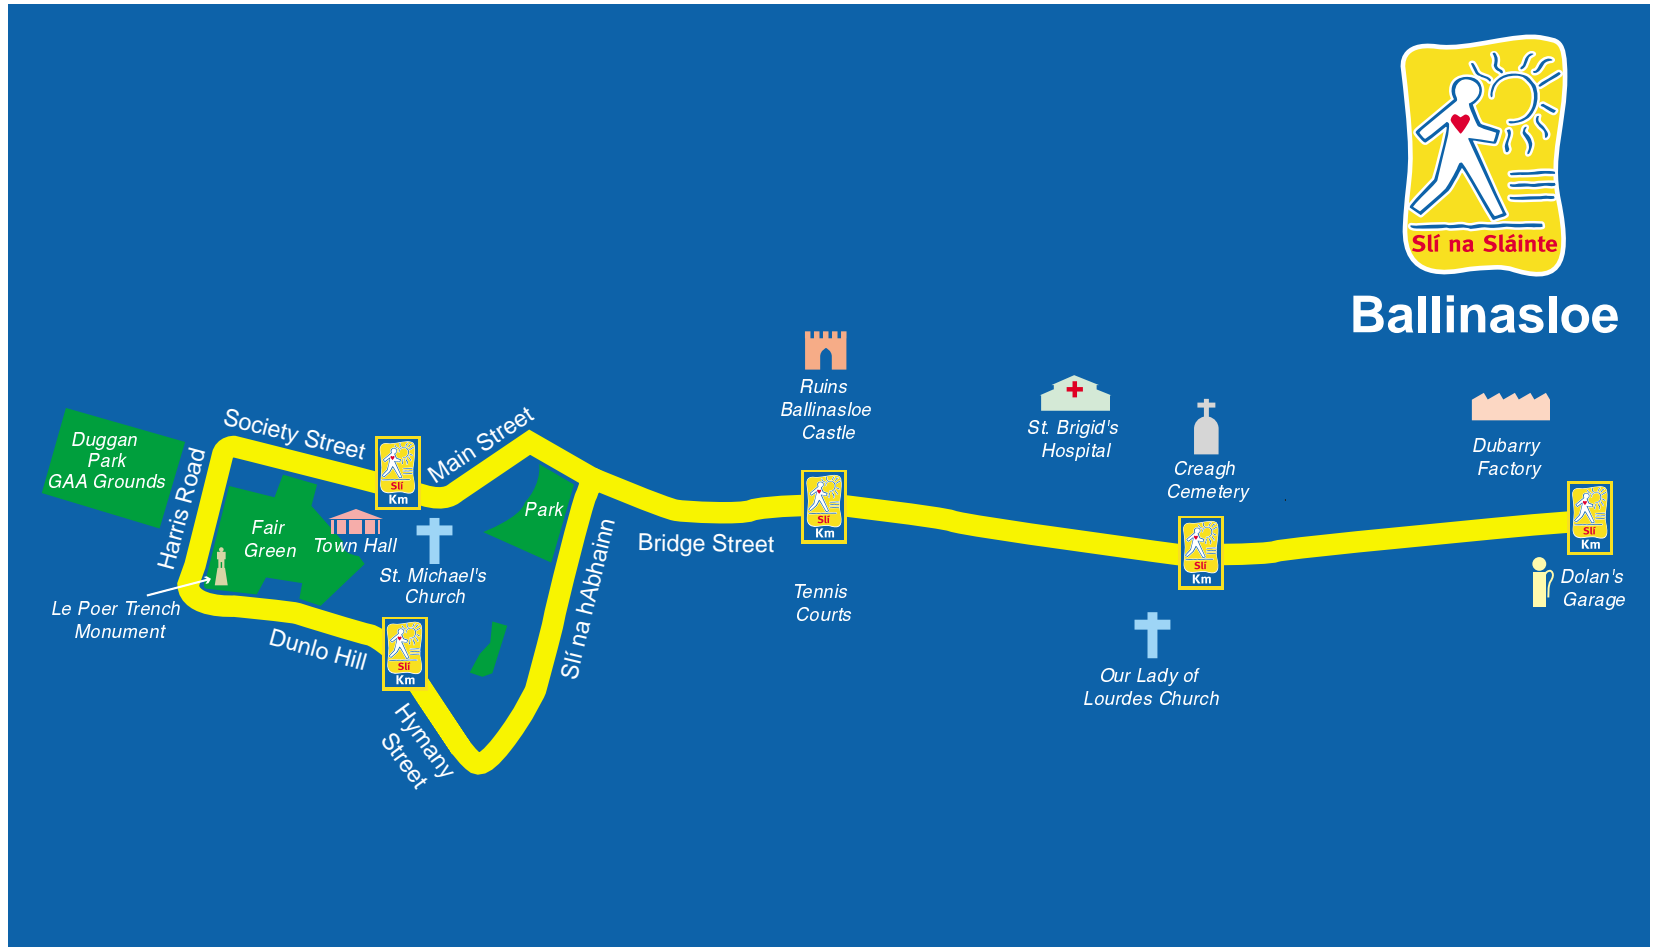 Slí na Sláinte
Ballinasloe
Ruins
Ballinasloe
Castle
St. Brigid's
Hospital
Creagh
Cemetery
Dubarry
Factory
Duggan
Park
GAA Grounds
Society Street
Main Street
Harris Road
Slí
Km
Fair
Green
Town Hall
Park
St. Michael's
Church
Le Poer Trench
Monument
Dunlo Hill
Slí
Km
Hymany
Street
Slí na hAbhainn
Bridge Street
Slí
Km
Tennis
Courts
Slí
Km
Our Lady of
Lourdes Church
Slí
Km
Dolan's
Garage